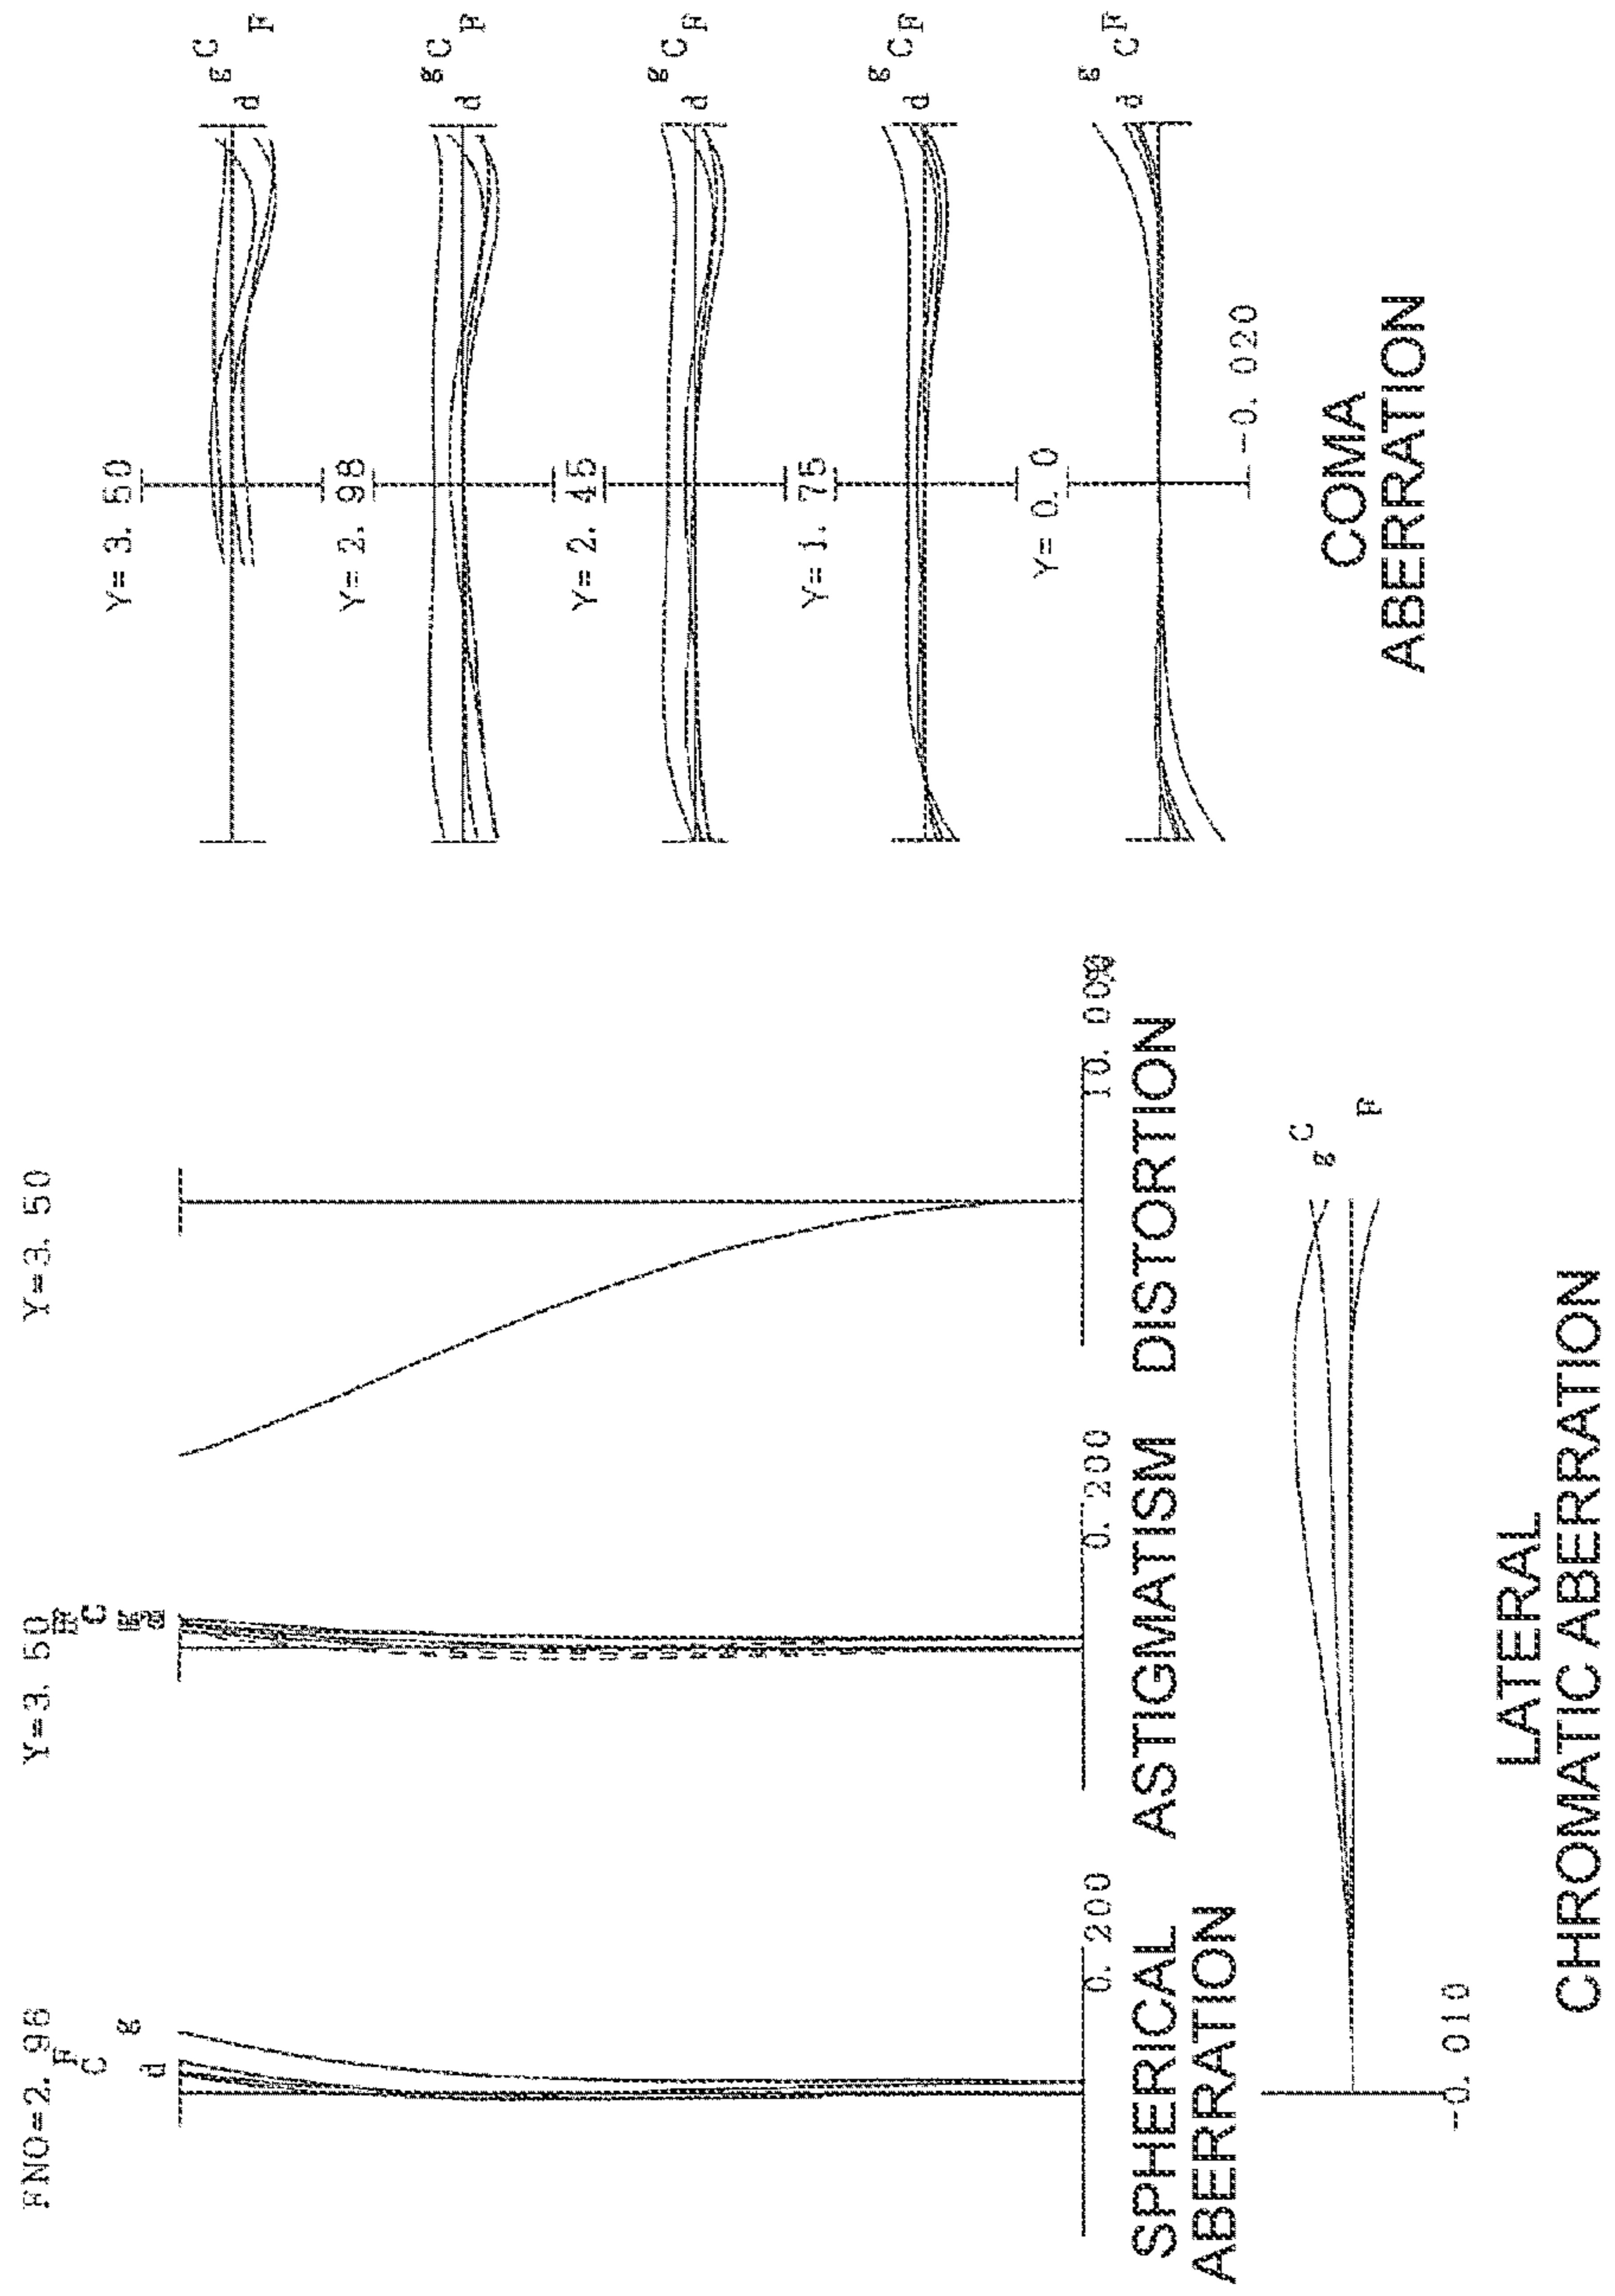 FNO=2. 98
F
C
g
d
0. 200
SPHERICAL
ABERRATION
Y=3. 50
C
0. 200
ASTIGMATISM
Y=3. 50
10. 00%
DISTORTION
C
g
F
-0. 010
LATERAL
CHROMATIC ABERRATION
Y=3. 50
C
g
F
d
Y=2. 98
g
C
F
d
Y=2. 45
g
C
F
d
Y=1. 75
g
C
F
d
Y=0. 0
g
C
F
d
-0. 020
COMA
ABERRATION